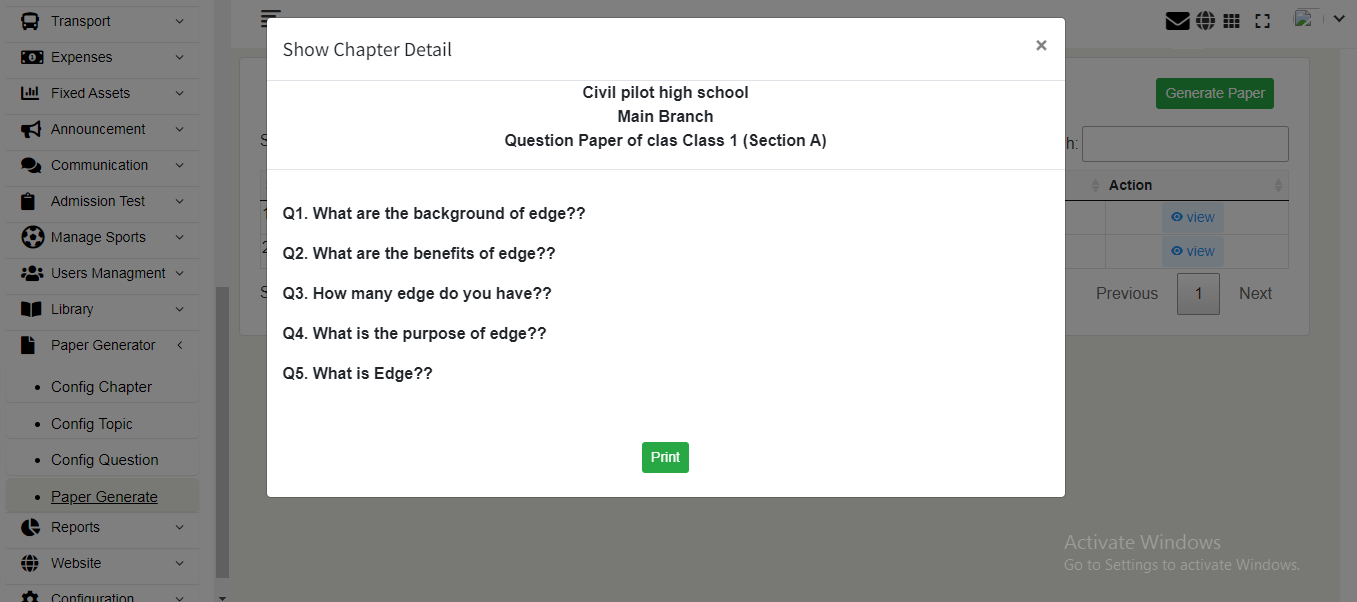 Transport
Expenses
Fixed Assets
Announcement
Communication
Admission Test
Manage Sports
Users Managment
Library
Paper Generator
Config Chapter
Config Topic
Config Question
Paper Generate
Reports
Website
Configuration
Show Chapter Detail
×
Civil pilot high school
Main Branch
Question Paper of clas Class 1 (Section A)
Q1. What are the background of edge??
Q2. What are the benefits of edge??
Q3. How many edge do you have??
Q4. What is the purpose of edge??
Q5. What is Edge??
Print
Generate Paper
Action
view
view
Previous 1 Next
Activate Windows
Go to Settings to activate Windows.